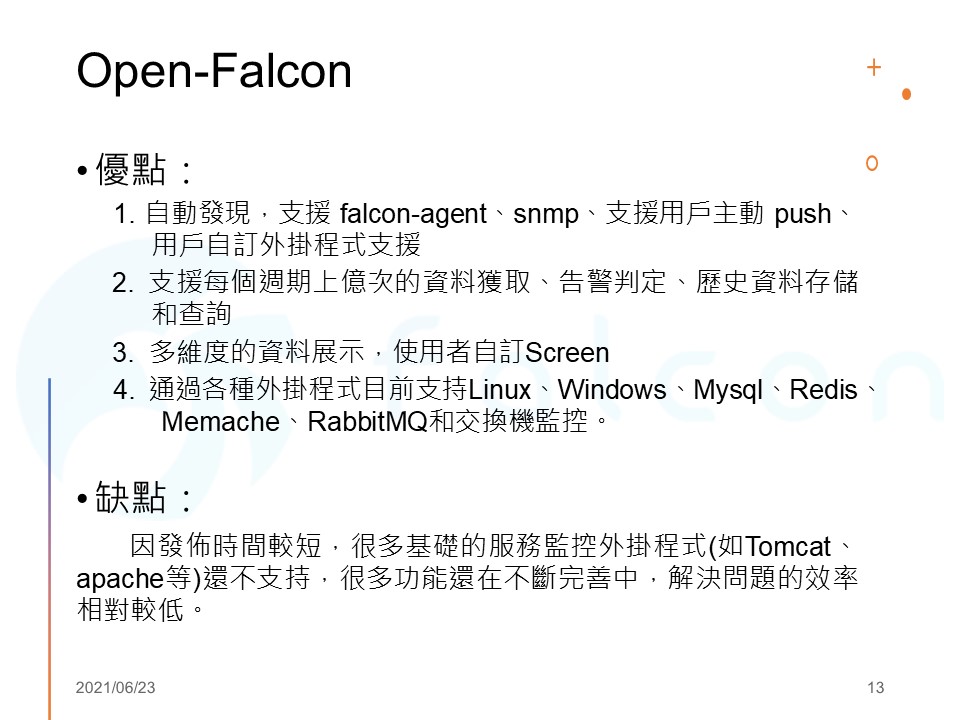 Open-Falcon
•優點：
1. 自動發現，支援 falcon-agent、snmp、支援用戶主動 push、
用戶自訂外掛程式支援
2. 支援每個週期上億次的資料獲取、告警判定、歷史資料存儲
和查詢
3. 多維度的資料展示，使用者自訂Screen
4. 通過各種外掛程式目前支持Linux、Windows、Mysql、Redis、
Memache、RabbitMQ和交換機監控。
•缺點：
因發佈時間較短，很多基礎的服務監控外掛程式(如Tomcat、
apache等)還不支持，很多功能還在不斷完善中，解決問題的效率
相對較低。
falcon
2021/06/23
13